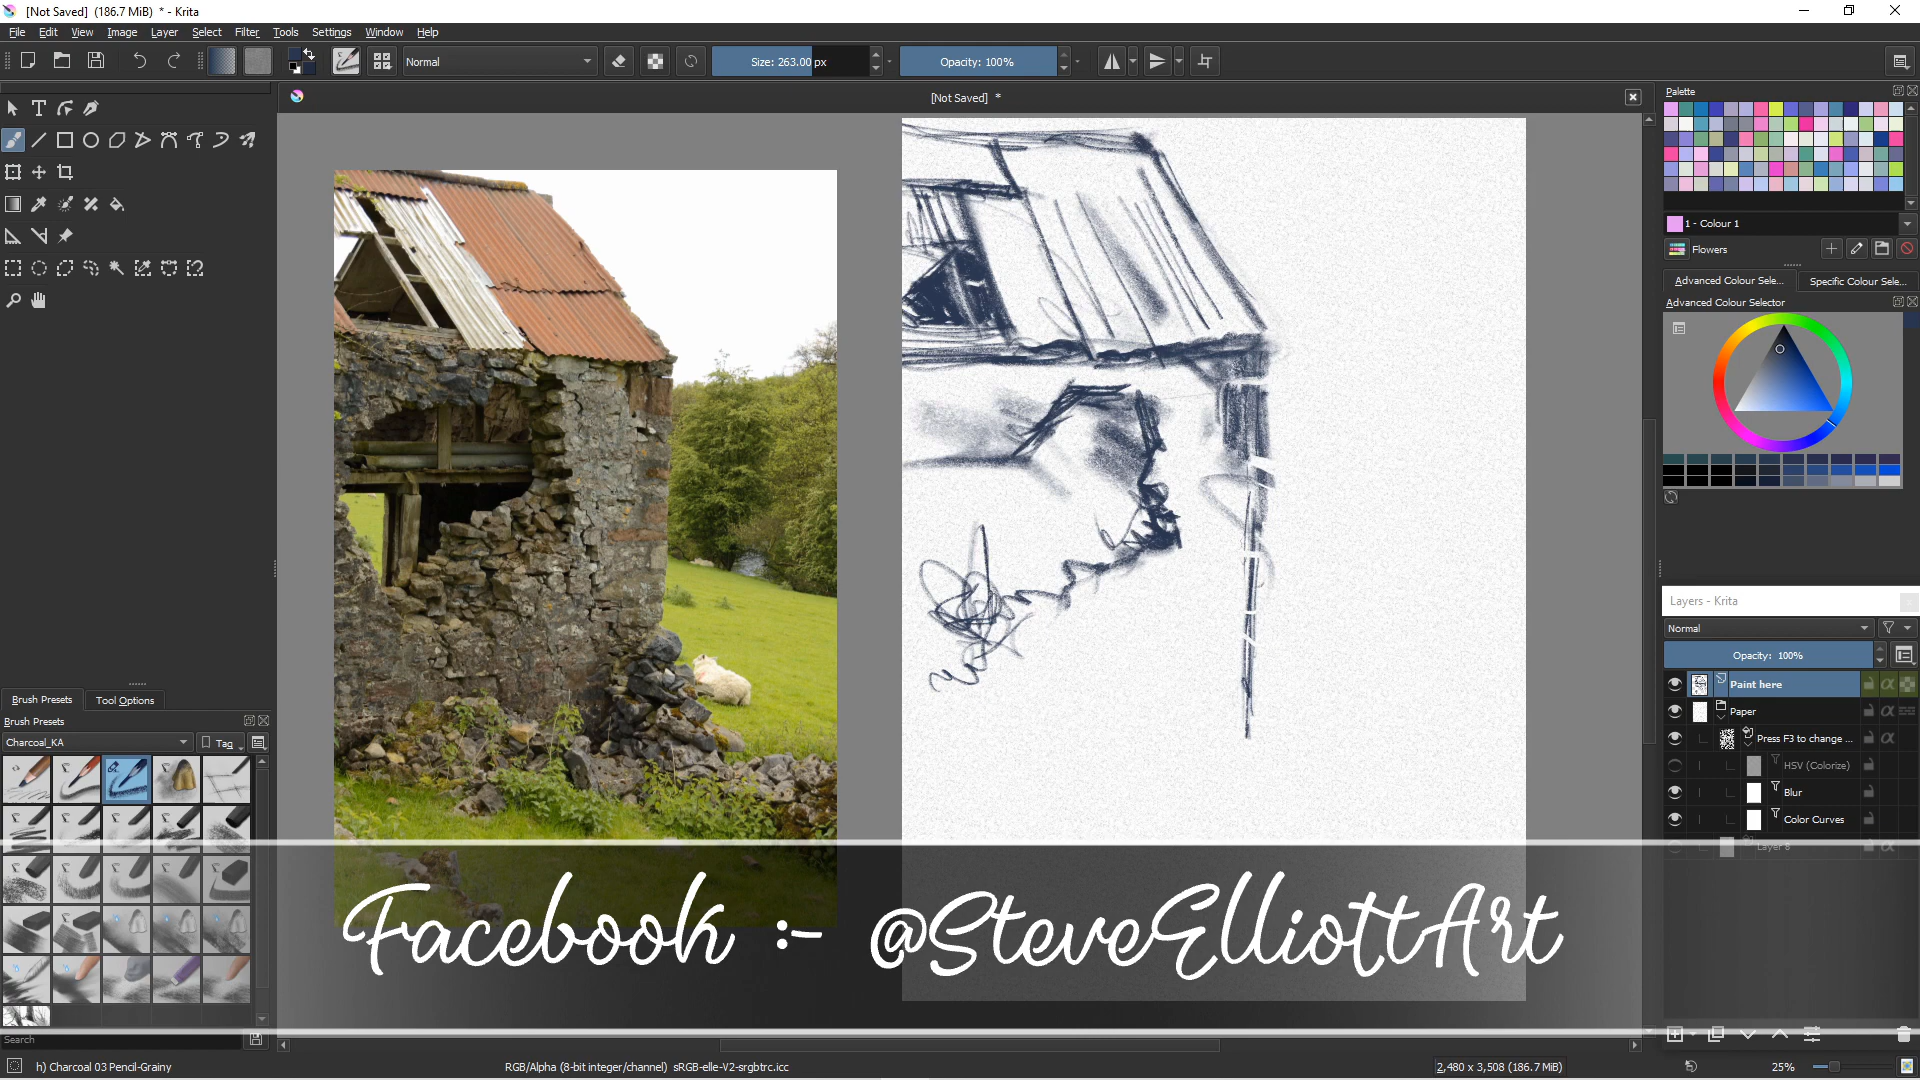 [Not Saved] (186.7 MiB) * - Krita
File Edit View Image Layer Select Filter Tools Settings Window Help
Normal Size: 263.00 px Opacity: 100%
[Not Saved] *
Palette
1 - Colour 1
Flowers
Advanced Colour Sele... Specific Colour Sele...
Advanced Colour Selector
Layers - Krita
Normal
Opacity: 100%
Paint here
Paper
Press F3 to change ...
HSV (Colorize)
Blur
Color Curves
Layer 8
Brush Presets Tool Options
Brush Presets
Charcoal_KA Tag
Facebook :- @SteveElliottArt
Search
h) Charcoal 03 Pencil-Grainy RGB/Alpha (8-bit integer/channel) sRGB-elle-V2-srgbtrc.icc 2,480 x 3,508 (186.7 MiB) 25%